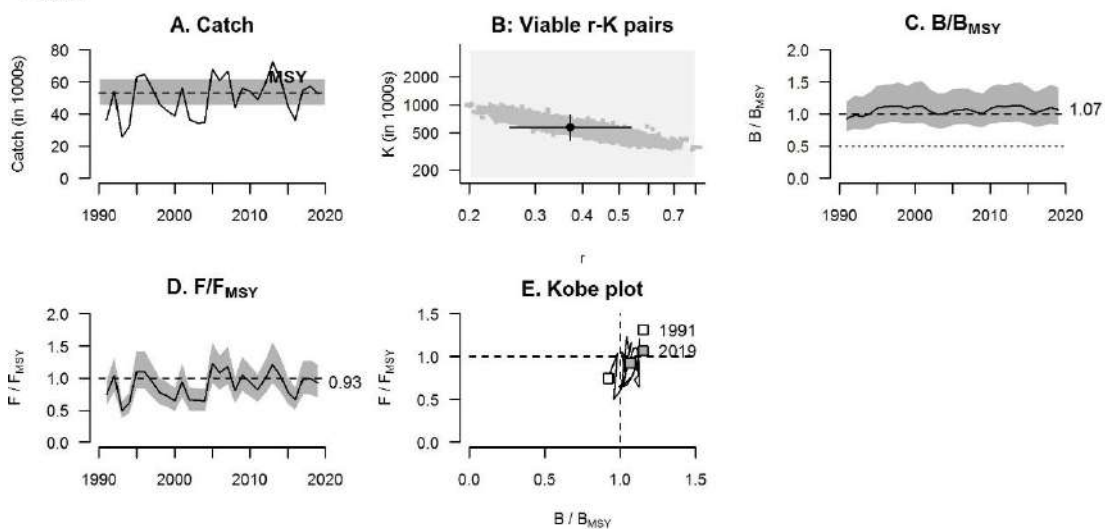 A. Catch
Catch (in 1000s)
80
60
40
20
0
MSY
1990 2000 2010 2020
B: Viable r-K pairs
K (in 1000s)
2000
1000
500
200
0.2 0.3 0.4 0.5 0.7
r
C. B/BMSY
B / BMSY
2.0
1.5
1.0
0.5
0.0
1.07
1990 2000 2010 2020
D. F/FMSY
F / FMSY
2.0
1.5
1.0
0.5
0.0
0.93
1990 2000 2010 2020
E. Kobe plot
F / FMSY
1.5
1.0
0.5
0.0
1991
2019
0.0 0.5 1.0 1.5
B / BMSY